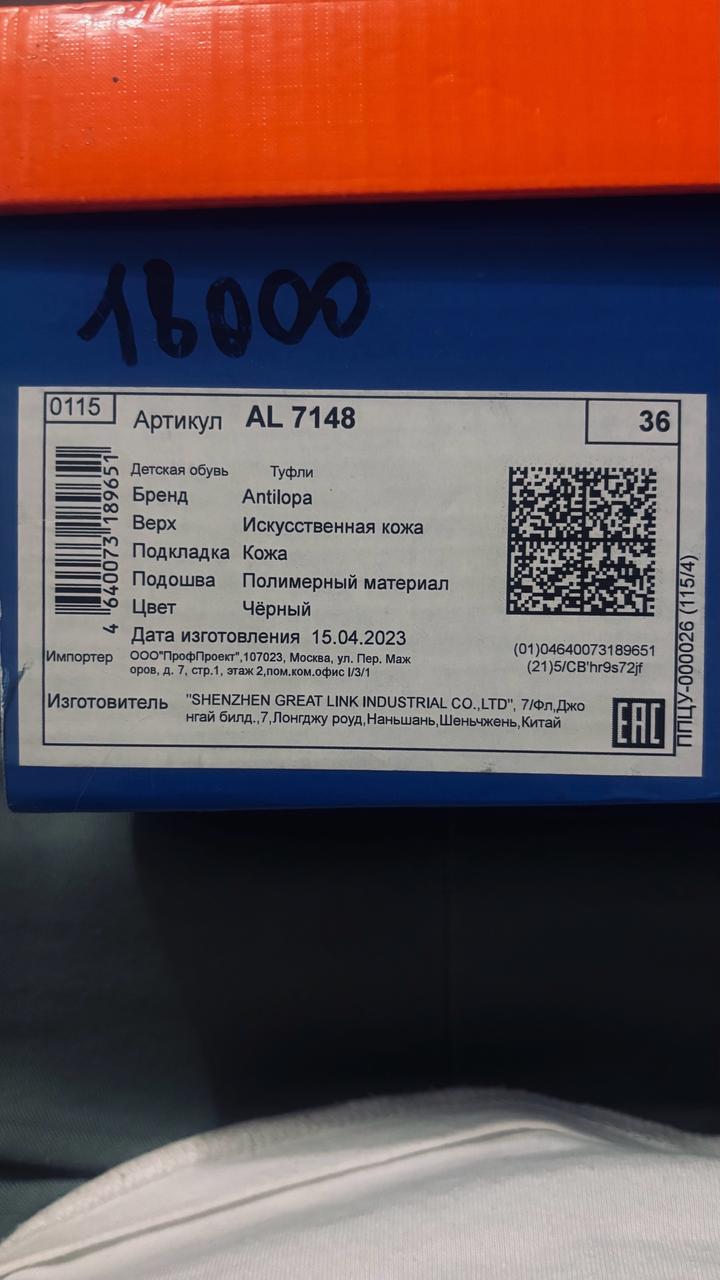 18000
0115
Артикул AL 7148
36
Детская обувь Туфли
Бренд Antilopa
Верх Искусственная кожа
Подкладка Кожа
Подошва Полимерный материал
Цвет Чёрный
Дата изготовления 15.04.2023
4 640073 189651
(01)04640073189651
(21)5/CB'hr9s72jf
Импортер ООО"ПрофПроект",107023, Москва, ул. Пер. Маж
оров, д. 7, стр.1, этаж 2,пом.ком.офис I/3/1
Изготовитель "SHENZHEN GREAT LINK INDUSTRIAL CO.,LTD", 7/Фл,Джо
нгай билд.,7,Лонгджу роуд,Наньшань,Шеньчжень,Китай
EAC
ППЦУ-000026 (115/4)